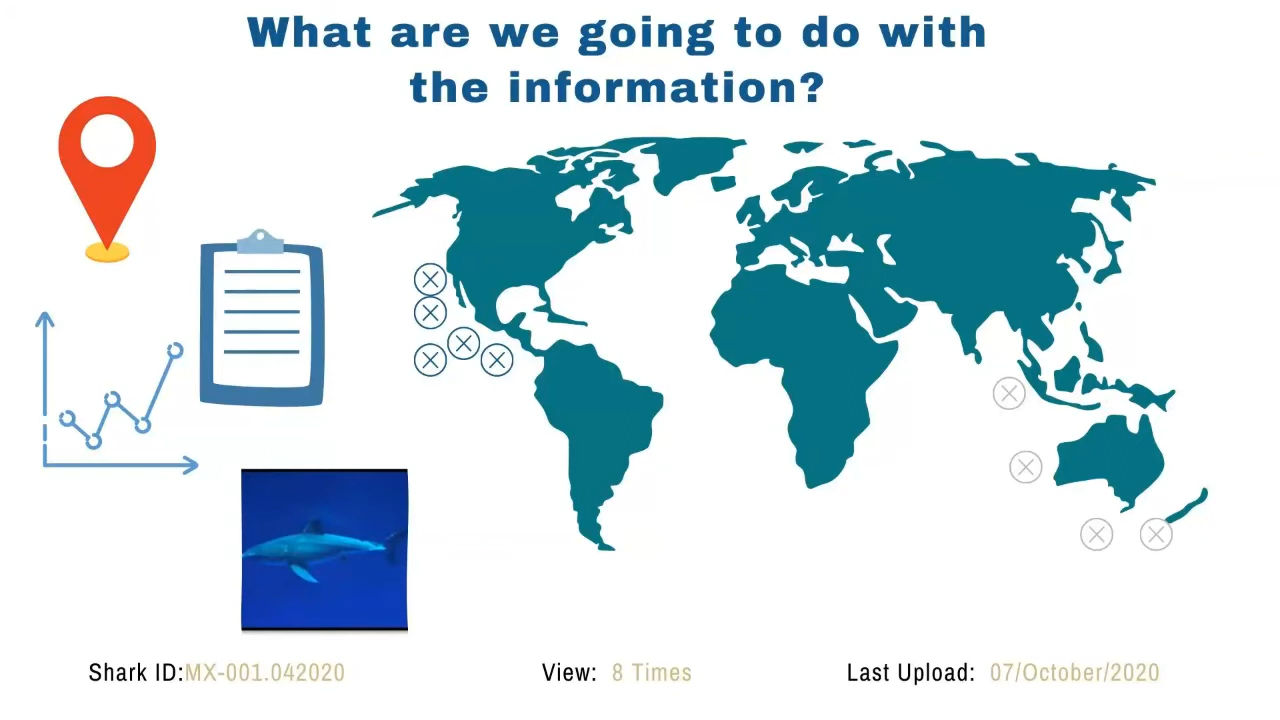 What are we going to do with
the information?
Shark ID:MX-001.042020 View: 8 Times Last Upload: 07/October/2020